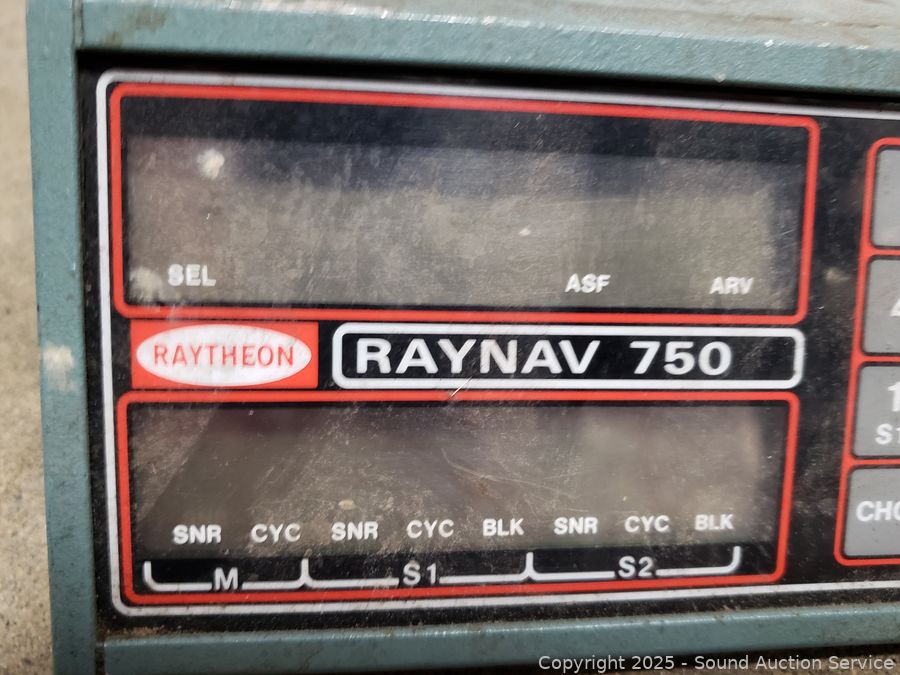 SEL ASF ARV
RAYTHEON RAYNAV 750
SNR CYC SNR CYC BLK SNR CYC BLK
M S1 S2
Copyright © 2025 - Sound Auction Service